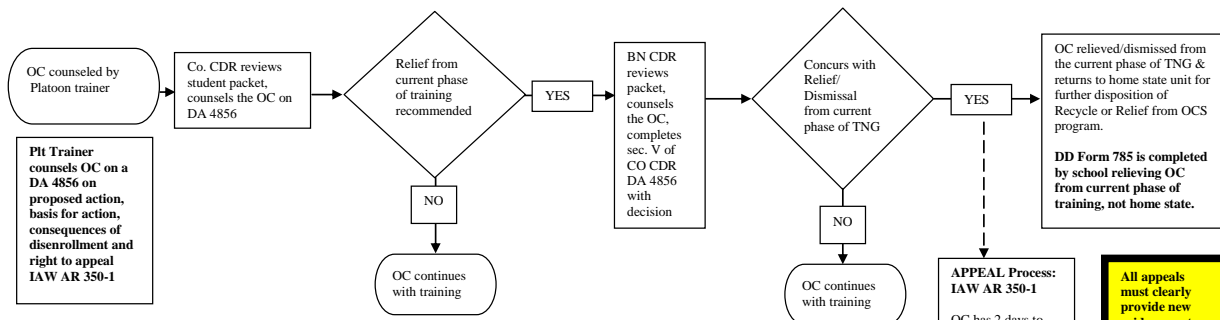 OC counseled by
Platoon trainer
Plt Trainer
counsels OC on a
DA 4856 on
proposed action,
basis for action,
consequences of
disenrollment and
right to appeal
IAW AR 350-1
Co. CDR reviews
student packet,
counsels the OC on
DA 4856
Relief from
current phase
of training
recommended
YES
NO
OC continues
with training
BN CDR
reviews
packet,
counsels
the OC,
completes
sec. V of
CO CDR
DA 4856
with
decision
Concurs with
Relief/
Dismissal
from current
phase of TNG
YES
NO
OC continues
with training
OC relieved/dismissed from
the current phase of TNG &
returns to home state unit for
further disposition of
Recycle or Relief from OCS
program.
DD Form 785 is completed
by school relieving OC
from current phase of
training, not home state.
APPEAL Process:
IAW AR 350-1
OC has 2 days to
All appeals
must clearly
provide new